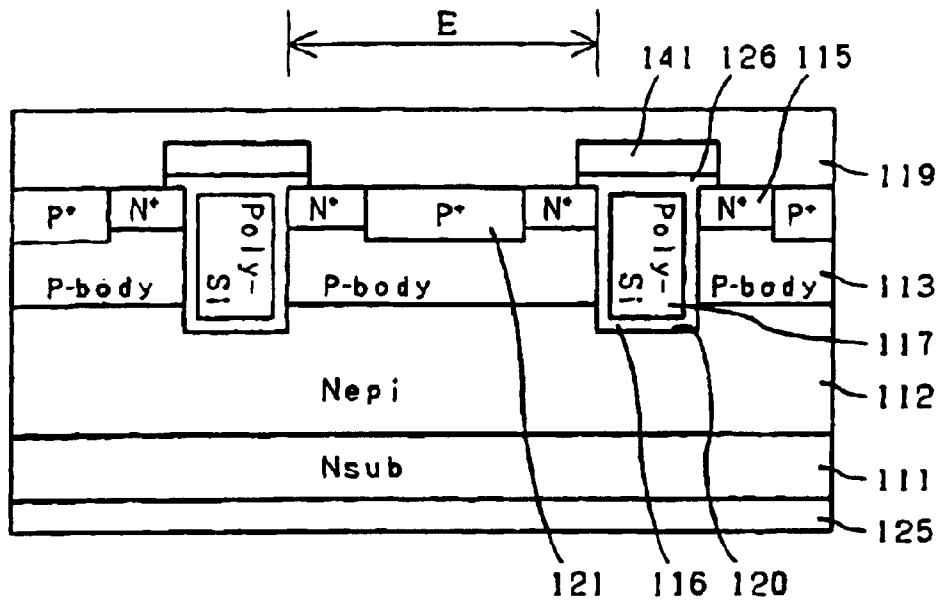 E
141 126 115
119
P+ N+ Poly-Si N+ P+ N+ Poly-Si N+ P+
P-body P-body P-body
113
117
Nepi
112
Nsub
111
125
121 116 120